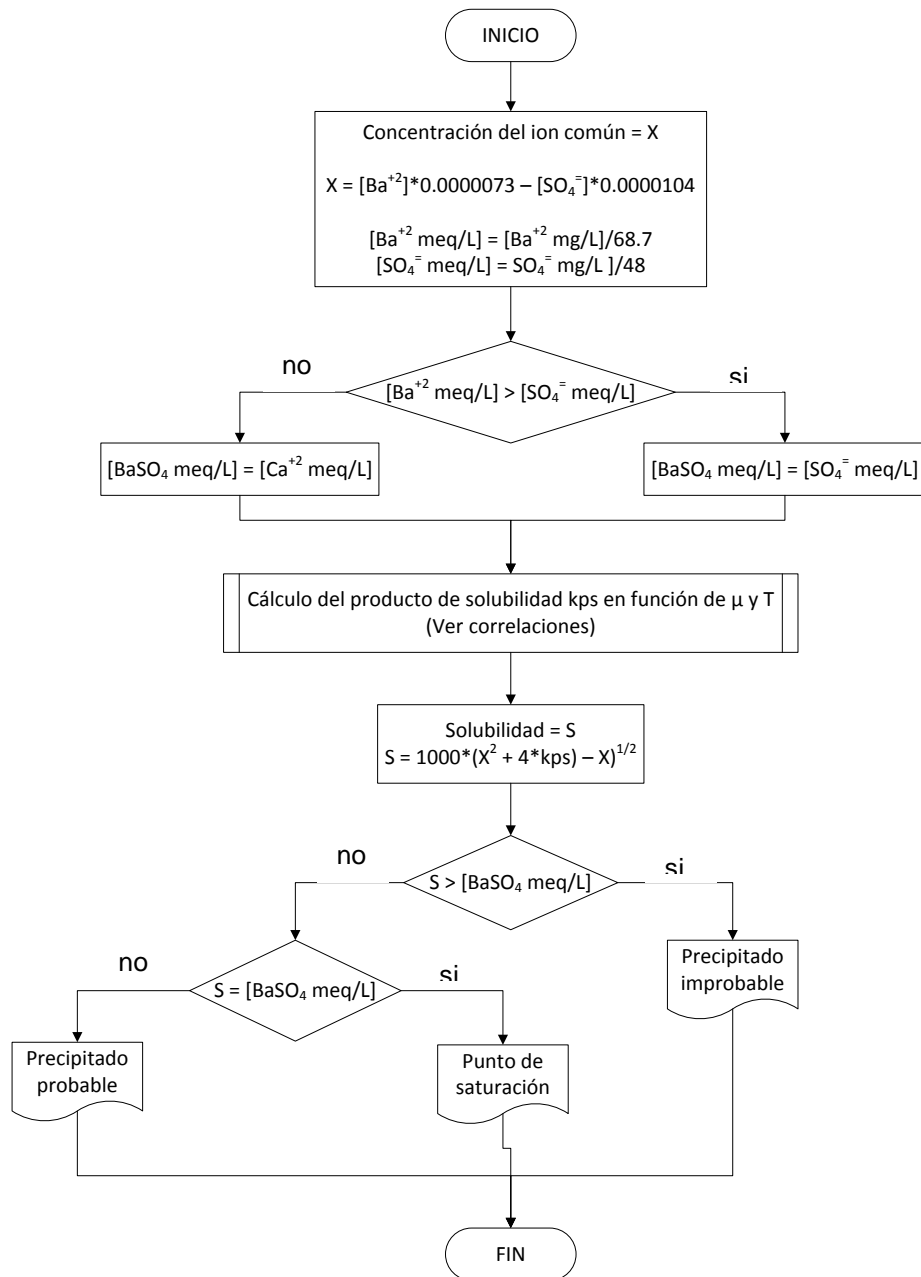 INICIO
Concentración del ion común = X
X = [Ba⁺²]*0.0000073 – [SO₄⁼]*0.0000104
[Ba⁺² meq/L] = [Ba⁺² mg/L]/68.7
[SO₄⁼ meq/L] = SO₄⁼ mg/L ]/48
no
[Ba⁺² meq/L] > [SO₄⁼ meq/L]
si
[BaSO₄ meq/L] = [Ca⁺² meq/L]
[BaSO₄ meq/L] = [SO₄⁼ meq/L]
Cálculo del producto de solubilidad kps en función de µ y T
(Ver correlaciones)
Solubilidad = S
S = 1000*(X² + 4*kps) – X)¹/²
no
S > [BaSO₄ meq/L]
si
no
S = [BaSO₄ meq/L]
si
Precipitado
improbable
Precipitado
probable
Punto de
saturación
FIN